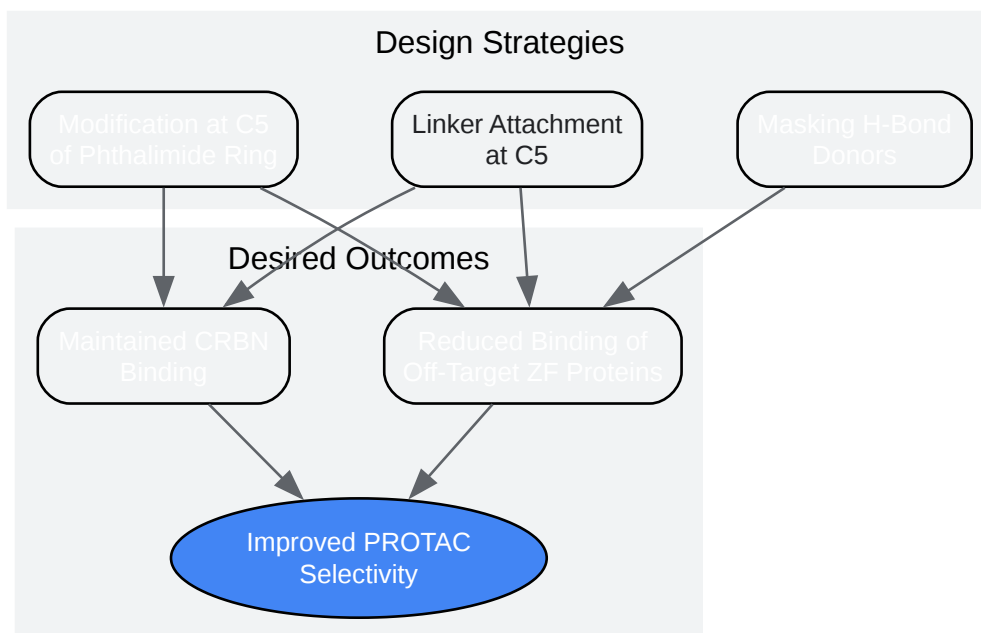 Design Strategies
Modification at C5
of Phthalimide Ring
Linker Attachment
at C5
Masking H-Bond
Donors
Desired Outcomes
Maintained CRBN
Binding
Reduced Binding of
Off-Target ZF Proteins
Improved PROTAC
Selectivity